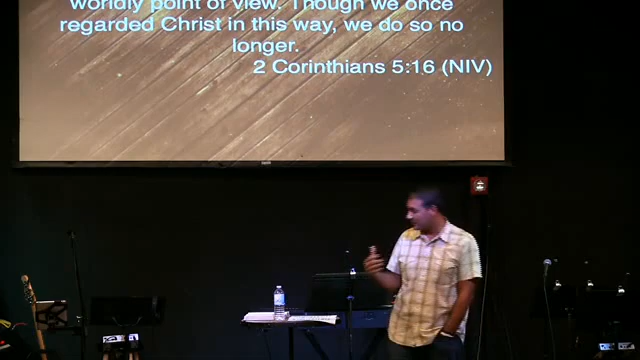 worldly point of view. Though we once
regarded Christ in this way, we do so no
longer.
2 Corinthians 5:16 (NIV)